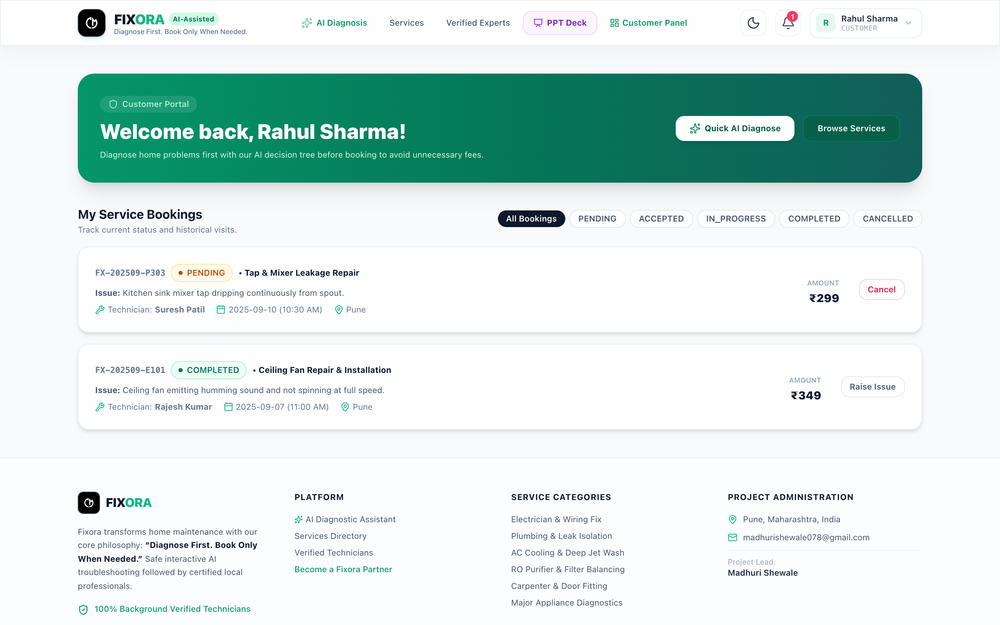 FIXORA AI-Assisted
Diagnose First. Book Only When Needed.
AI Diagnosis
Services
Verified Experts
PPT Deck
Customer Panel
1
R
Rahul Sharma
CUSTOMER
Customer Portal
Welcome back, Rahul Sharma!
Diagnose home problems first with our AI decision tree before booking to avoid unnecessary fees.
Quick AI Diagnose
Browse Services
My Service Bookings
Track current status and historical visits.
All Bookings
PENDING
ACCEPTED
IN_PROGRESS
COMPLETED
CANCELLED
FX-202509-P303 PENDING • Tap & Mixer Leakage Repair
Issue: Kitchen sink mixer tap dripping continuously from spout.
Technician: Suresh Patil 2025-09-10 (10:30 AM) Pune
AMOUNT
₹299
Cancel
FX-202509-E101 COMPLETED • Ceiling Fan Repair & Installation
Issue: Ceiling fan emitting humming sound and not spinning at full speed.
Technician: Rajesh Kumar 2025-09-07 (11:00 AM) Pune
AMOUNT
₹349
Raise Issue
FIXORA
Fixora transforms home maintenance with our
core philosophy: “Diagnose First. Book Only
When Needed.” Safe interactive AI
troubleshooting followed by certified local
professionals.
100% Background Verified Technicians
PLATFORM
AI Diagnostic Assistant
Services Directory
Verified Technicians
Become a Fixora Partner
SERVICE CATEGORIES
Electrician & Wiring Fix
Plumbing & Leak Isolation
AC Cooling & Deep Jet Wash
RO Purifier & Filter Balancing
Carpenter & Door Fitting
Major Appliance Diagnostics
PROJECT ADMINISTRATION
Pune, Maharashtra, India
madhurishewale078@gmail.com
Project Lead:
Madhuri Shewale